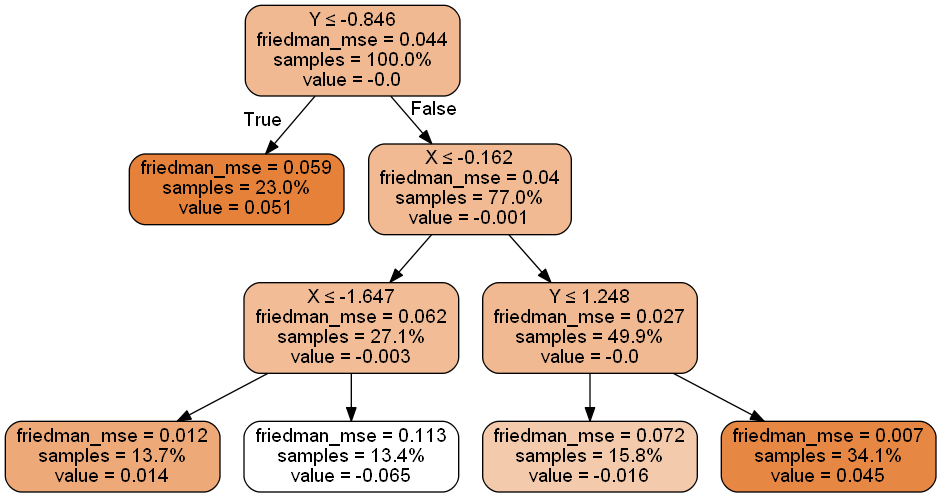 Y ≤ -0.846
friedman_mse = 0.044
samples = 100.0%
value = -0.0
True
False
friedman_mse = 0.059
samples = 23.0%
value = 0.051
X ≤ -0.162
friedman_mse = 0.04
samples = 77.0%
value = -0.001
X ≤ -1.647
friedman_mse = 0.062
samples = 27.1%
value = -0.003
Y ≤ 1.248
friedman_mse = 0.027
samples = 49.9%
value = -0.0
friedman_mse = 0.012
samples = 13.7%
value = 0.014
friedman_mse = 0.113
samples = 13.4%
value = -0.065
friedman_mse = 0.072
samples = 15.8%
value = -0.016
friedman_mse = 0.007
samples = 34.1%
value = 0.045